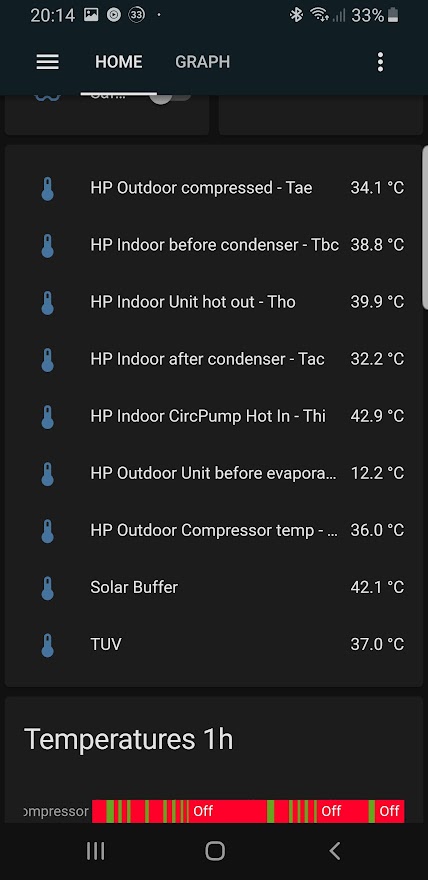 20:14 33 33%
HOME GRAPH
HP Outdoor compressed - Tae 34.1 °C
HP Indoor before condenser - Tbc 38.8 °C
HP Indoor Unit hot out - Tho 39.9 °C
HP Indoor after condenser - Tac 32.2 °C
HP Indoor CircPump Hot In - Thi 42.9 °C
HP Outdoor Unit before evapora... 12.2 °C
HP Outdoor Compressor temp - ... 36.0 °C
Solar Buffer 42.1 °C
TUV 37.0 °C
Temperatures 1h
ompressor Off Off Off